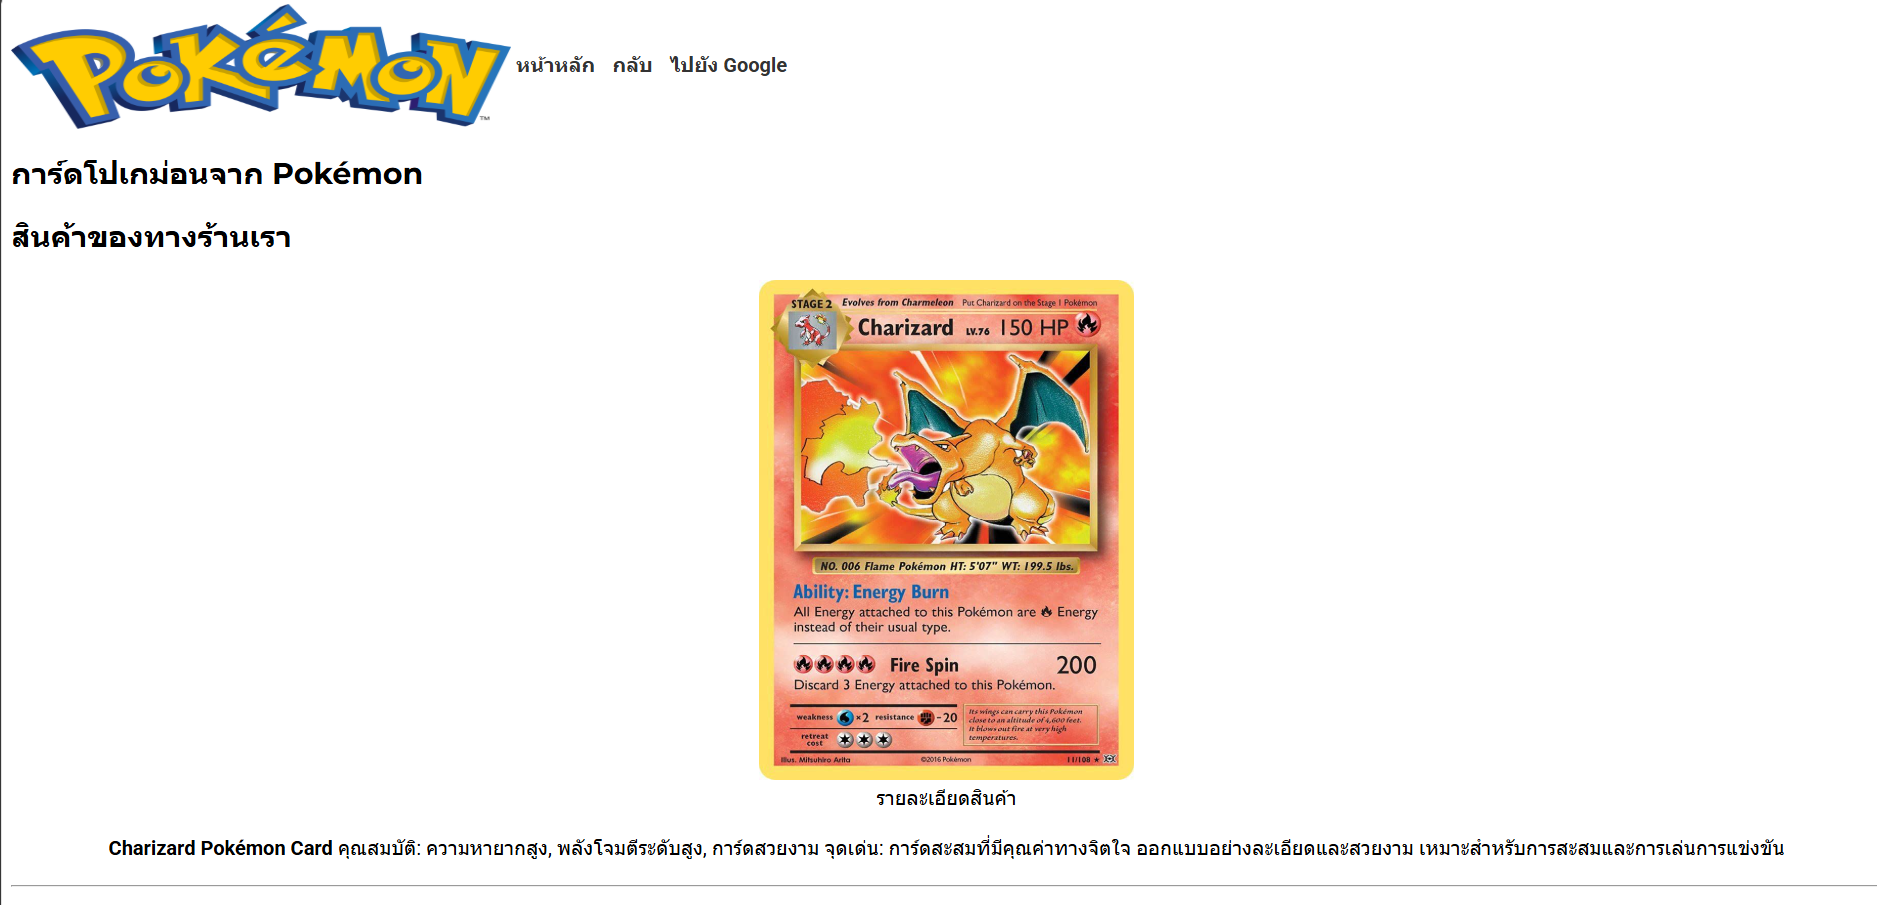 POKéMON
™
หน้าหลัก กลับ ไปยัง Google
การ์ดโปเกม่อนจาก Pokémon
สินค้าของทางร้านเรา
STAGE 2 Evolves from Charmeleon Put Charizard on the Stage 1 Pokémon
Charizard LV.76 150 HP
NO. 006 Flame Pokémon HT: 5'07" WT: 199.5 lbs.
Ability: Energy Burn
All Energy attached to this Pokémon are Energy
instead of their usual type.
Fire Spin 200
Discard 3 Energy attached to this Pokémon.
weakness ×2 resistance -20
retreat
cost
Its wings can carry this Pokémon
close to an altitude of 4,600 feet.
It blows out fire at very high
temperatures.
Illus. Mitsuhiro Arita ©2016 Pokémon 11/108 ★
รายละเอียดสินค้า
Charizard Pokémon Card คุณสมบัติ: ความหายากสูง, พลังโจมตีระดับสูง, การ์ดสวยงาม จุดเด่น: การ์ดสะสมที่มีคุณค่าทางจิตใจ ออกแบบอย่างละเอียดและสวยงาม เหมาะสำหรับการสะสมและการเล่นการแข่งขัน